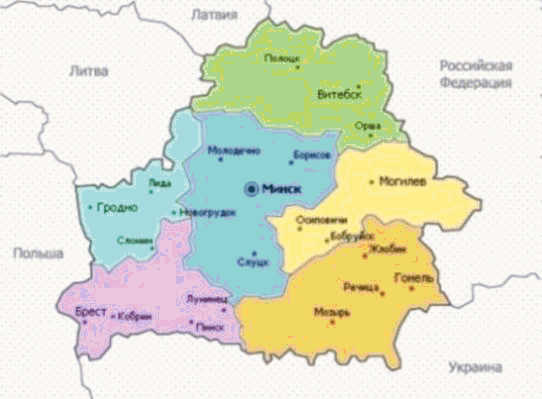 Латвия
Литва
Российская
Федерация
Полоцк
Витебск
Орша
Молодечно
Борисов
Минск
Лида
Гродно
Новогрудок
Слоним
Могилев
Осиповичи
Бобруйск
Жлобин
Слуцк
Польша
Гомель
Речица
Мозырь
Лунинец
Брест
Кобрин
Пинск
Украина